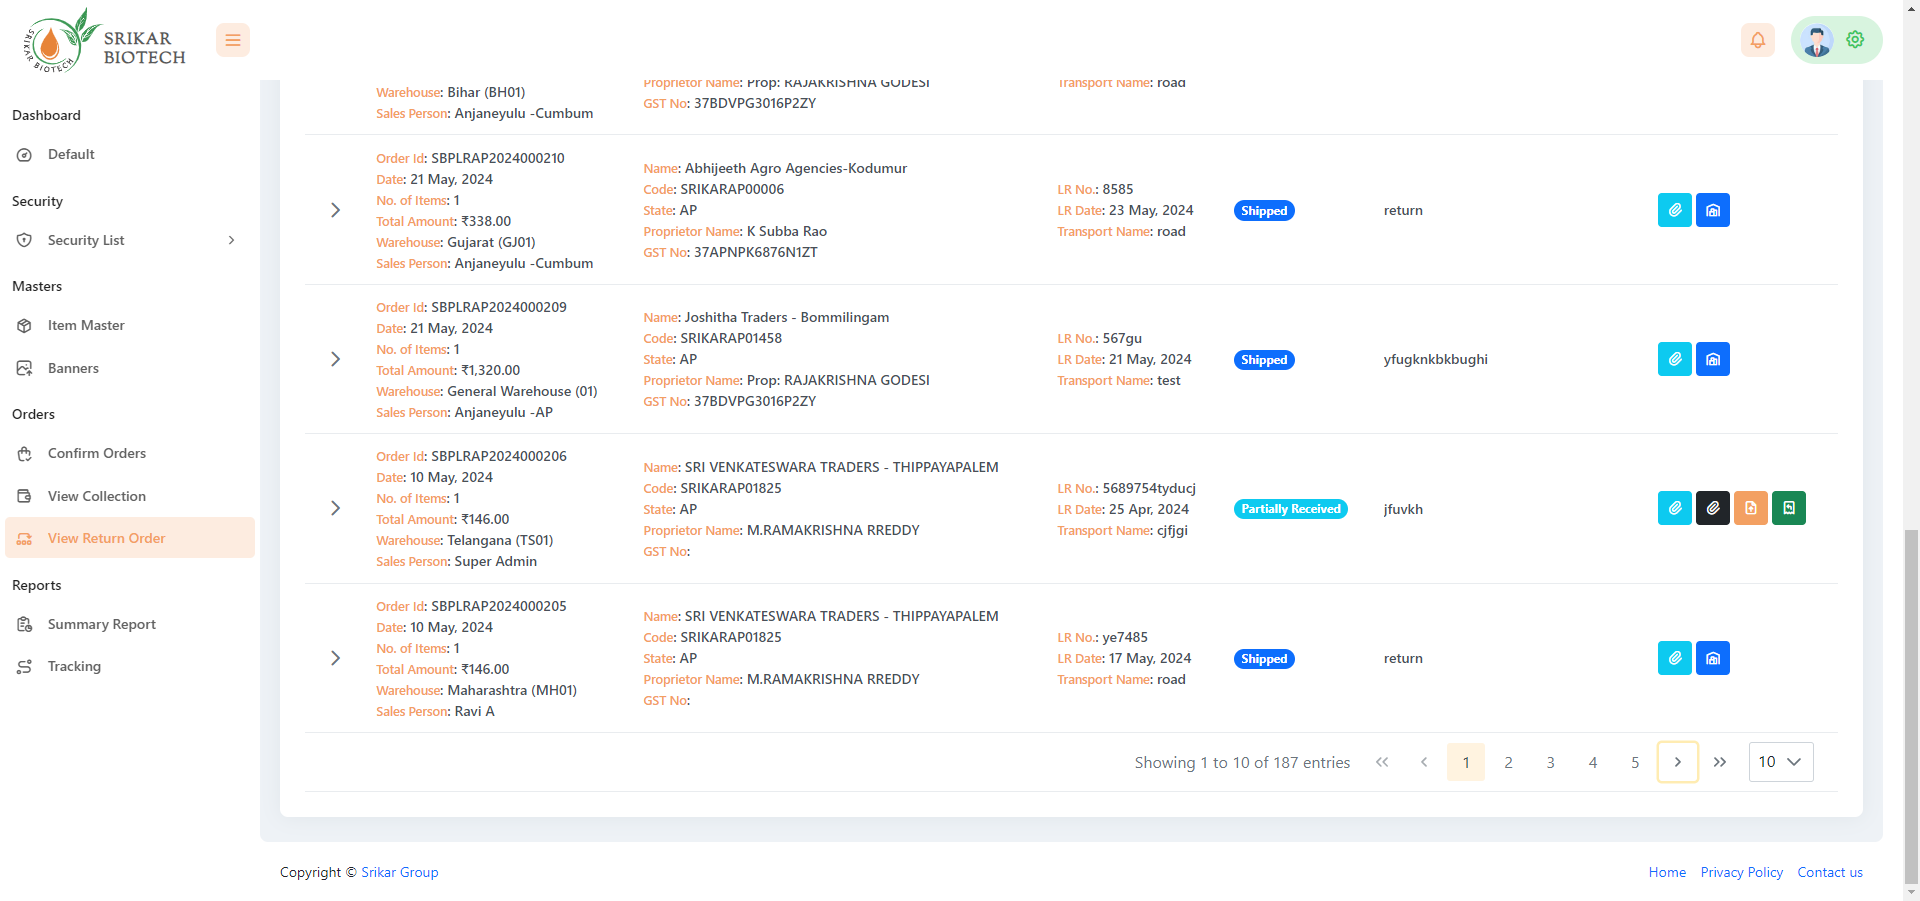 SRIKAR BIOTECH
SRIKAR
BIOTECH
Dashboard
Default
Security
Security List
Masters
Item Master
Banners
Orders
Confirm Orders
View Collection
View Return Order
Reports
Summary Report
Tracking
Warehouse: Bihar (BH01)
Sales Person: Anjaneyulu -Cumbum
Proprietor Name: Prop: RAJAKRISHNA GODESI
GST No: 37BDVPG3016P2ZY
Transport Name: road
Order Id: SBPLRAP2024000210
Date: 21 May, 2024
No. of Items: 1
Total Amount: ₹338.00
Warehouse: Gujarat (GJ01)
Sales Person: Anjaneyulu -Cumbum
Name: Abhijeeth Agro Agencies-Kodumur
Code: SRIKARAP00006
State: AP
Proprietor Name: K Subba Rao
GST No: 37APNPK6876N1ZT
LR No.: 8585
LR Date: 23 May, 2024
Transport Name: road
Shipped
return
Order Id: SBPLRAP2024000209
Date: 21 May, 2024
No. of Items: 1
Total Amount: ₹1,320.00
Warehouse: General Warehouse (01)
Sales Person: Anjaneyulu -AP
Name: Joshitha Traders - Bommilingam
Code: SRIKARAP01458
State: AP
Proprietor Name: Prop: RAJAKRISHNA GODESI
GST No: 37BDVPG3016P2ZY
LR No.: 567gu
LR Date: 21 May, 2024
Transport Name: test
Shipped
yfugknkbkbughi
Order Id: SBPLRAP2024000206
Date: 10 May, 2024
No. of Items: 1
Total Amount: ₹146.00
Warehouse: Telangana (TS01)
Sales Person: Super Admin
Name: SRI VENKATESWARA TRADERS - THIPPAYAPALEM
Code: SRIKARAP01825
State: AP
Proprietor Name: M.RAMAKRISHNA RREDDY
GST No:
LR No.: 5689754tyducj
LR Date: 25 Apr, 2024
Transport Name: cjfjgi
Partially Received
jfuvkh
Order Id: SBPLRAP2024000205
Date: 10 May, 2024
No. of Items: 1
Total Amount: ₹146.00
Warehouse: Maharashtra (MH01)
Sales Person: Ravi A
Name: SRI VENKATESWARA TRADERS - THIPPAYAPALEM
Code: SRIKARAP01825
State: AP
Proprietor Name: M.RAMAKRISHNA RREDDY
GST No:
LR No.: ye7485
LR Date: 17 May, 2024
Transport Name: road
Shipped
return
Showing 1 to 10 of 187 entries 1 2 3 4 5 10
Copyright © Srikar Group
Home Privacy Policy Contact us